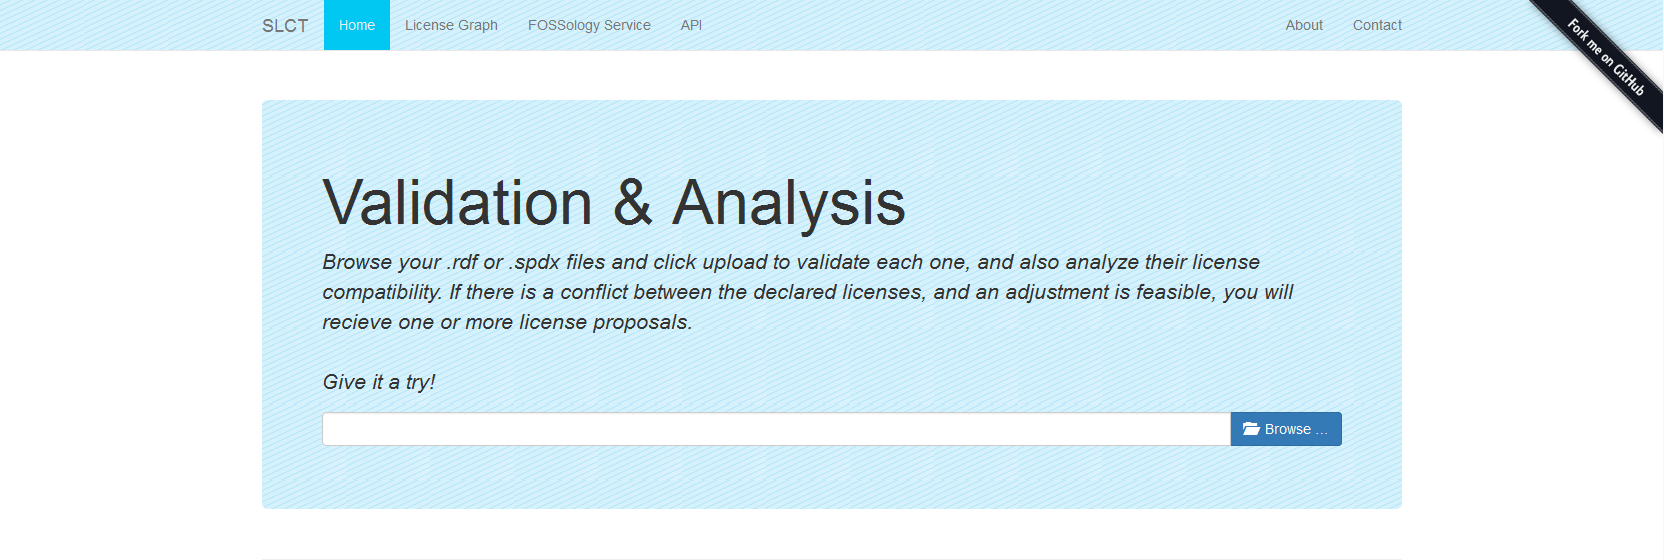 SLCT Home License Graph FOSSology Service API About Contact
Fork me on GitHub
Validation & Analysis
Browse your .rdf or .spdx files and click upload to validate each one, and also analyze their license
compatibility. If there is a conflict between the declared licenses, and an adjustment is feasible, you will
recieve one or more license proposals.
Give it a try!
Browse ...